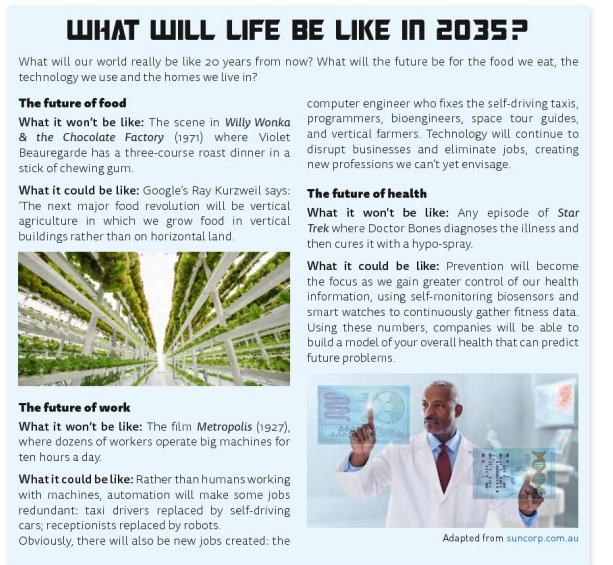 WHAT WILL LIFE BE LIKE IN 2035?
What will our world really be like 20 years from now? What will the future be for the food we eat, the
technology we use and the homes we live in?
The future of food
What it won't be like: The scene in Willy Wonka
& the Chocolate Factory (1971) where Violet
Beauregarde has a three-course roast dinner in a
stick of chewing gum.
What it could be like: Google's Ray Kurzweil says:
'The next major food revolution will be vertical
agriculture in which we grow food in vertical
buildings rather than on horizontal land.
The future of work
What it won't be like: The film Metropolis (1927),
where dozens of workers operate big machines for
ten hours a day.
What it could be like: Rather than humans working
with machines, automation will make some jobs
redundant: taxi drivers replaced by self-driving
cars; receptionists replaced by robots.
Obviously, there will also be new jobs created: the
computer engineer who fixes the self-driving taxis,
programmers, bioengineers, space tour guides,
and vertical farmers. Technology will continue to
disrupt businesses and eliminate jobs, creating
new professions we can't yet envisage.
The future of health
What it won't be like: Any episode of Star
Trek where Doctor Bones diagnoses the illness and
then cures it with a hypo-spray.
What it could be like: Prevention will become
the focus as we gain greater control of our health
information, using self-monitoring biosensors and
smart watches to continuously gather fitness data.
Using these numbers, companies will be able to
build a model of your overall health that can predict
future problems.
Adapted from suncorp.com.au